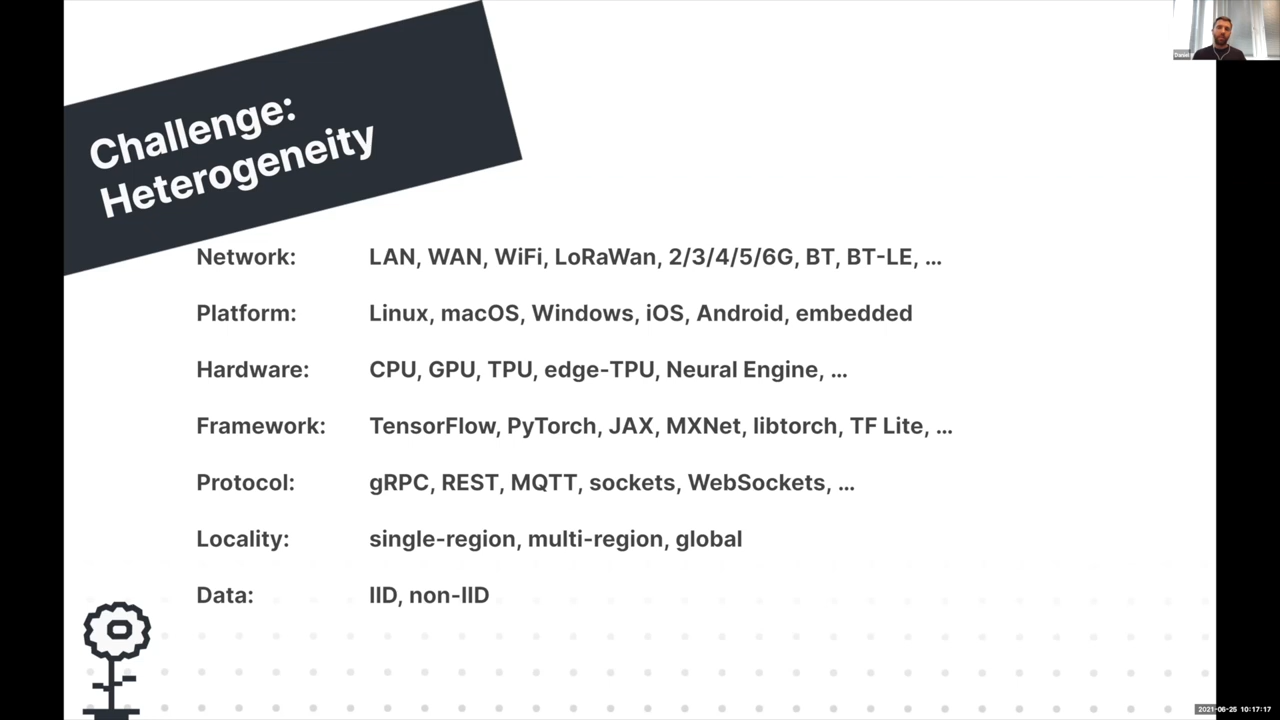 Challenge:
Heterogeneity
Network: LAN, WAN, WiFi, LoRaWan, 2/3/4/5/6G, BT, BT-LE, ...
Platform: Linux, macOS, Windows, iOS, Android, embedded
Hardware: CPU, GPU, TPU, edge-TPU, Neural Engine, ...
Framework: TensorFlow, PyTorch, JAX, MXNet, libtorch, TF Lite, ...
Protocol: gRPC, REST, MQTT, sockets, WebSockets, ...
Locality: single-region, multi-region, global
Data: IID, non-IID
2021-06-25 10:17:17